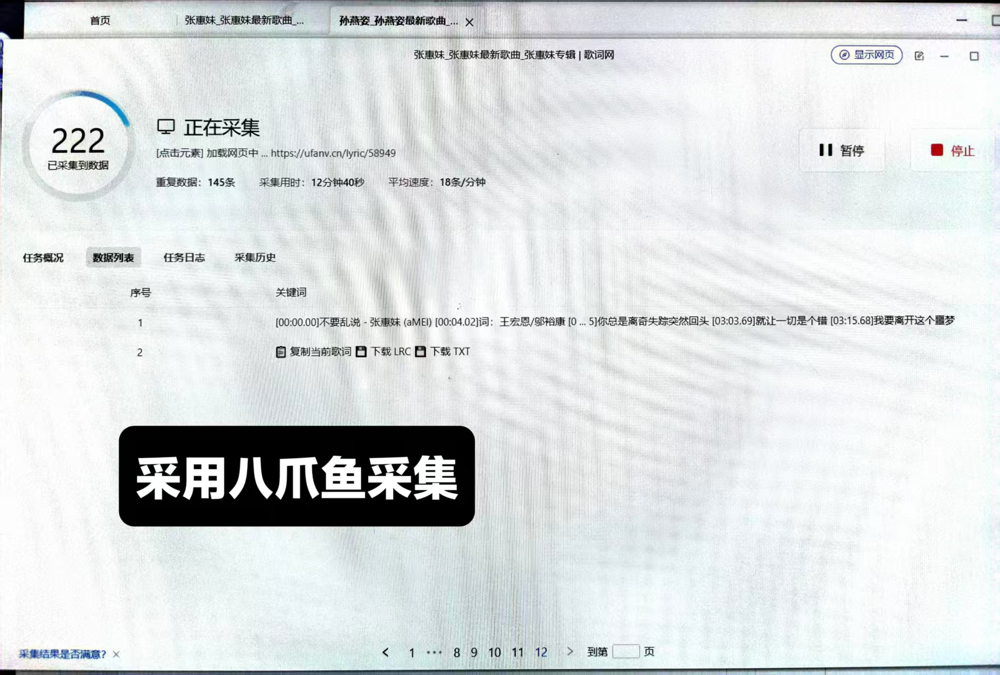 首页
张惠妹_张惠妹最新歌曲_...
孙燕姿_孙燕姿最新歌曲_...
张惠妹_张惠妹最新歌曲_张惠妹专辑 | 歌词网
显示网页
222
已采集到数据
正在采集
[点击元素] 加载网页中 ... https://ufanv.cn/lyric/58949
重复数据：145条 采集用时：12分钟40秒 平均速度：18条/分钟
暂停
停止
任务概况 数据列表 任务日志 采集历史
序号 关键词
1 [00:00.00]不要乱说 - 张惠妹 (aMEI) [00:04.02]词：王宏恩/邬裕康 [0 ... 5]你总是离奇失踪突然回头 [03:03.69]就让一切是个错 [03:15.68]我要离开这个噩梦
2 复制当前歌词 下载 LRC 下载 TXT
采用八爪鱼采集
采集结果是否满意? ×
< 1 ... 8 9 10 11 12 > 到第 页